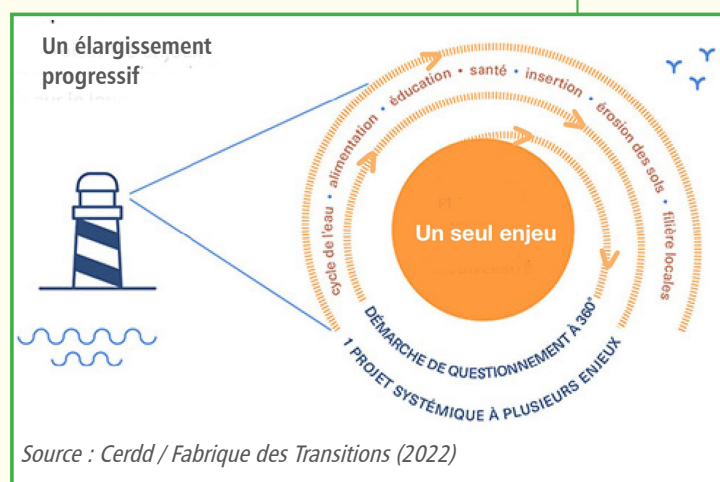 Un élargissement
progressif
cycle de l'eau • alimentation • éducation • santé • insertion • érosion des sols • filière locales
Un seul enjeu
DÉMARCHE DE QUESTIONNEMENT À 360°
1 PROJET SYSTÉMIQUE À PLUSIEURS ENJEUX
Source : Cerdd / Fabrique des Transitions (2022)